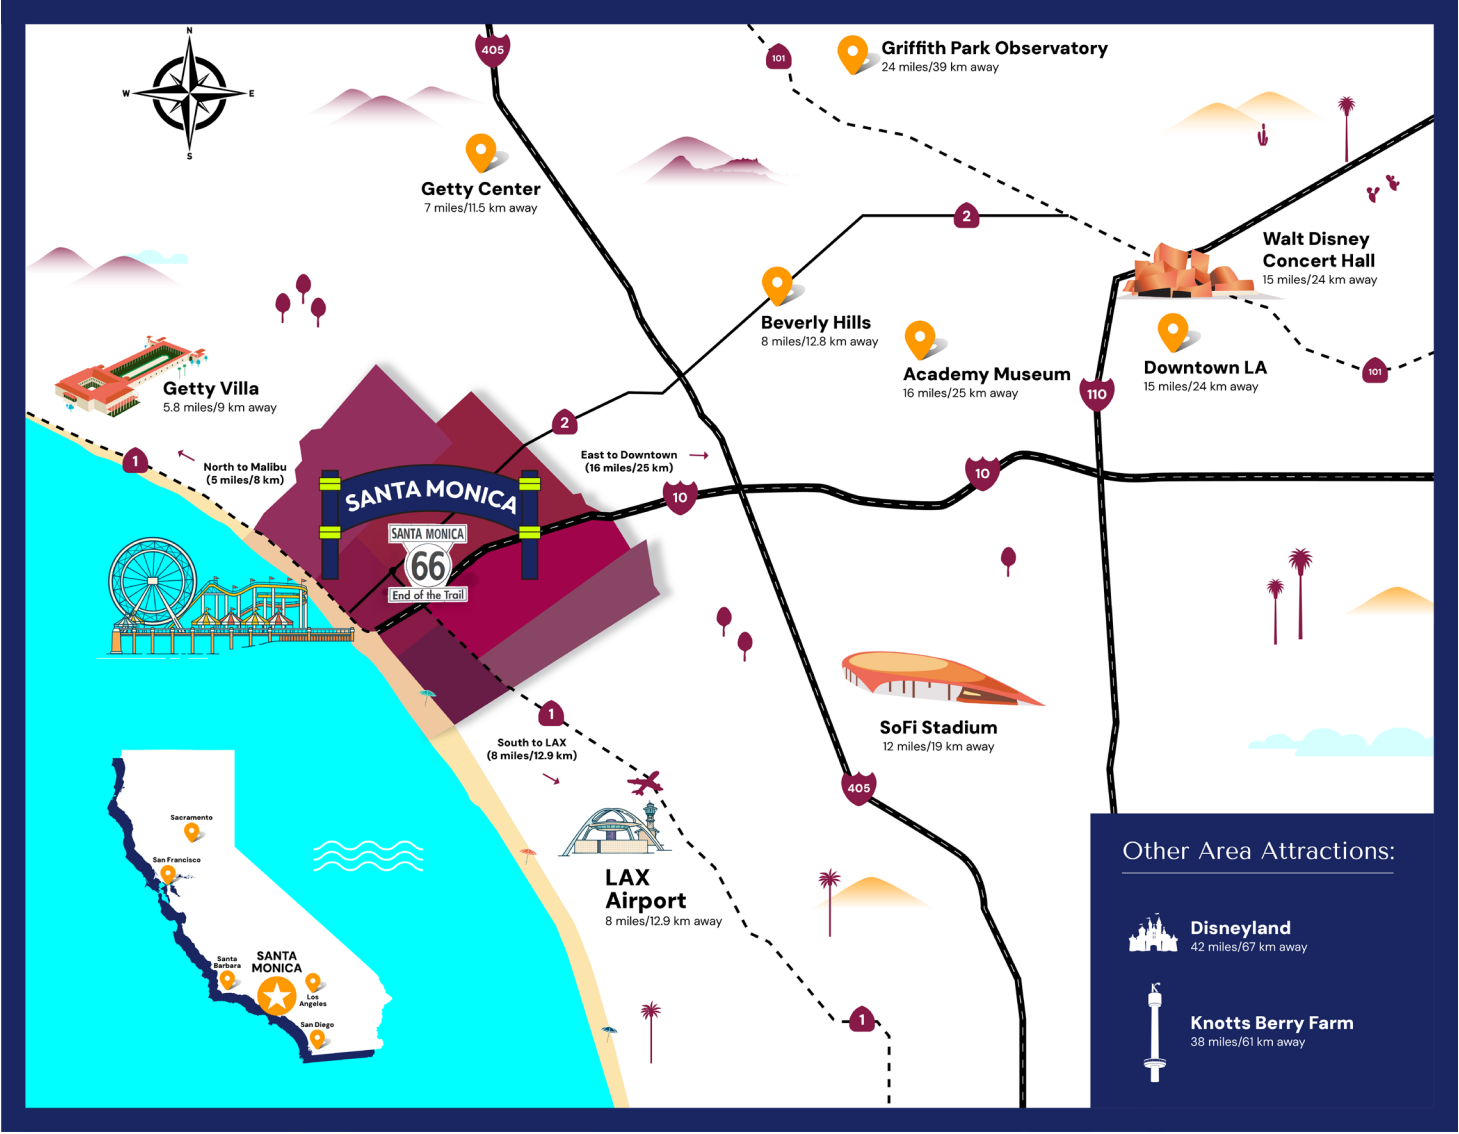 N
W
E
S
405
101
Griffith Park Observatory
24 miles/39 km away
Getty Center
7 miles/11.5 km away
2
Walt Disney
Concert Hall
15 miles/24 km away
Beverly Hills
8 miles/12.8 km away
Academy Museum
16 miles/25 km away
Downtown LA
15 miles/24 km away
101
110
Getty Villa
5.8 miles/9 km away
2
1
North to Malibu
(5 miles/8 km)
East to Downtown
(16 miles/25 km)
10
10
SANTA MONICA
SANTA MONICA
66
End of the Trail
1
South to LAX
(8 miles/12.9 km)
SoFi Stadium
12 miles/19 km away
405
LAX
Airport
8 miles/12.9 km away
1
Sacramento
San Francisco
Santa
Barbara
SANTA
MONICA
Los
Angeles
San Diego
Other Area Attractions:
Disneyland
42 miles/67 km away
Knotts Berry Farm
38 miles/61 km away